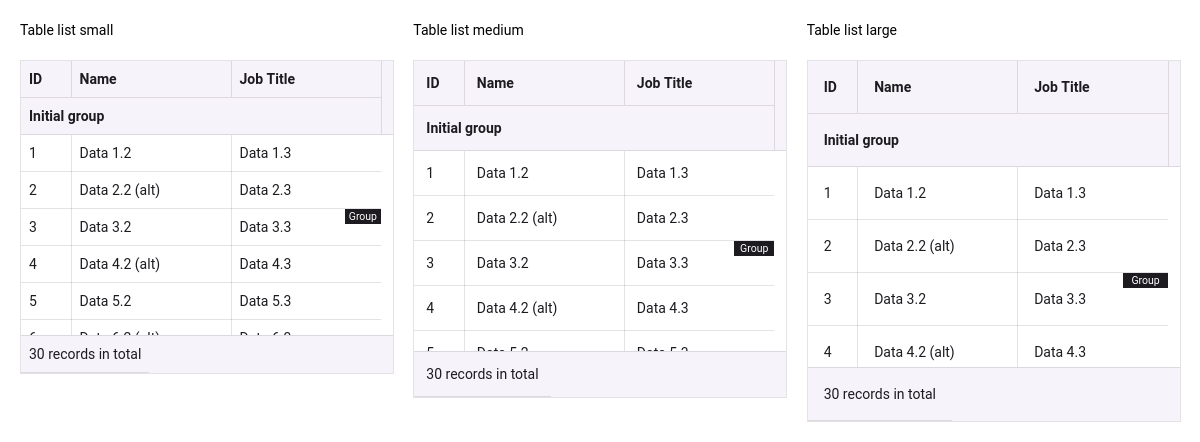 Table list small
ID Name Job Title
Initial group
1 Data 1.2 Data 1.3
2 Data 2.2 (alt) Data 2.3
Group
3 Data 3.2 Data 3.3
4 Data 4.2 (alt) Data 4.3
5 Data 5.2 Data 5.3
30 records in total
Table list medium
ID Name Job Title
Initial group
1 Data 1.2 Data 1.3
2 Data 2.2 (alt) Data 2.3
Group
3 Data 3.2 Data 3.3
4 Data 4.2 (alt) Data 4.3
30 records in total
Table list large
ID Name Job Title
Initial group
1 Data 1.2 Data 1.3
2 Data 2.2 (alt) Data 2.3
Group
3 Data 3.2 Data 3.3
4 Data 4.2 (alt) Data 4.3
30 records in total